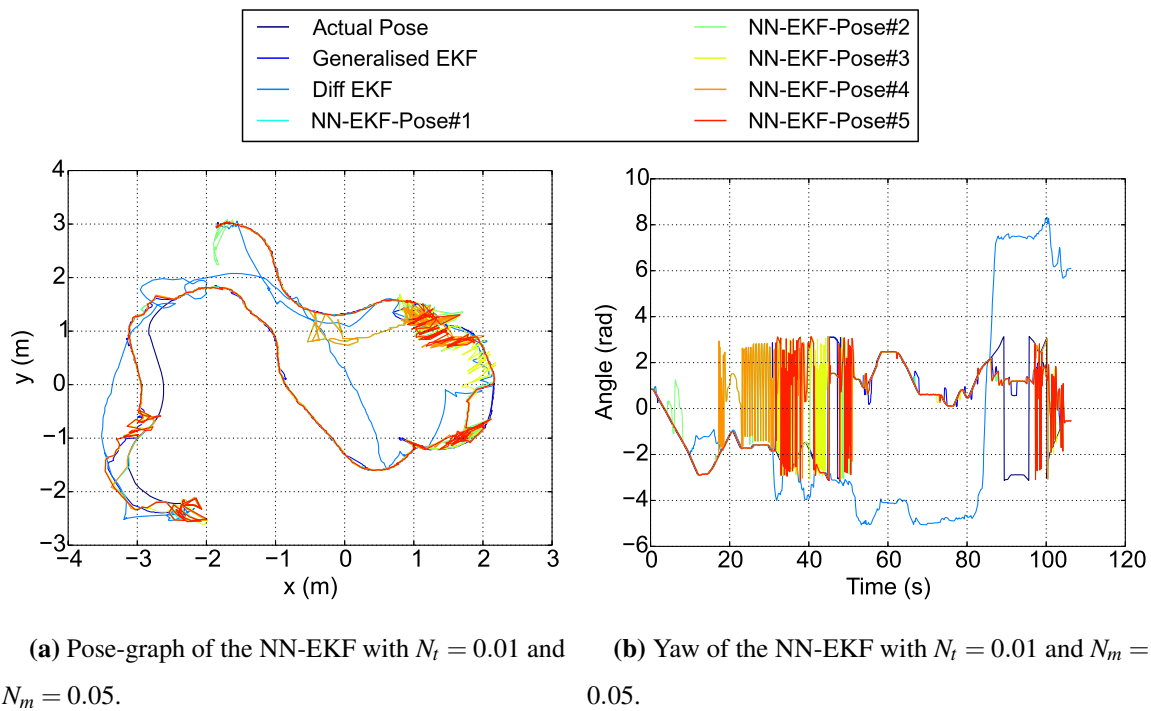 Actual Pose
Generalised EKF
Diff EKF
NN-EKF-Pose#1
NN-EKF-Pose#2
NN-EKF-Pose#3
NN-EKF-Pose#4
NN-EKF-Pose#5
4
3
2
1
0
−1
−2
−3
y (m)
−4 −3 −2 −1 0 1 2 3
x (m)
10
8
6
4
2
0
−2
−4
−6
Angle (rad)
0 20 40 60 80 100 120
Time (s)
(a) Pose-graph of the NN-EKF with Nt = 0.01 and
Nm = 0.05.
(b) Yaw of the NN-EKF with Nt = 0.01 and Nm =
0.05.